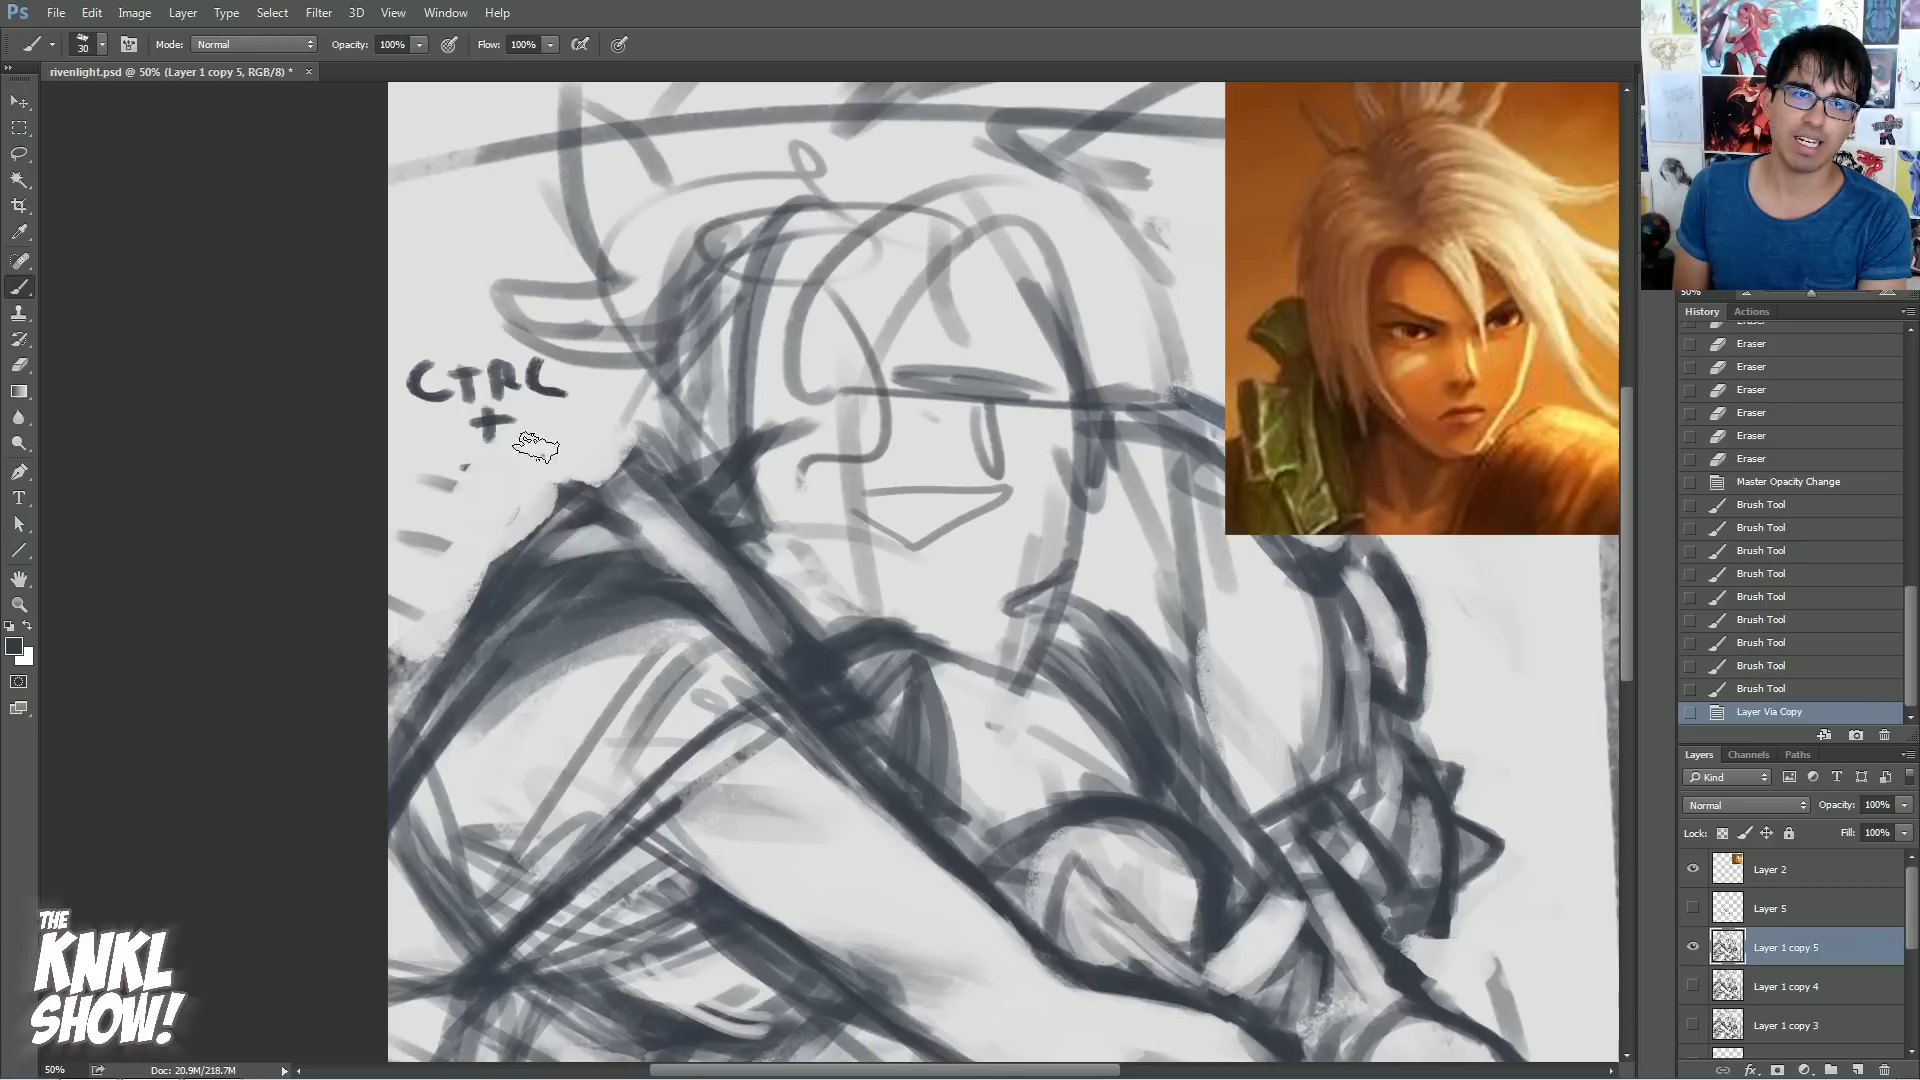 Ps File Edit Image Layer Type Select Filter 3D View Window Help
30 Mode: Normal Opacity: 100% Flow: 100%
rivenlight.psd @ 50% (Layer 1 copy 5, RGB/8) * ×
CTRL
+
THE
KNKL
SHOW!
50% Doc: 20.9M/218.7M
50%
History Actions
Eraser
Eraser
Eraser
Eraser
Eraser
Eraser
Eraser
Master Opacity Change
Brush Tool
Brush Tool
Brush Tool
Brush Tool
Brush Tool
Brush Tool
Brush Tool
Brush Tool
Brush Tool
Layer Via Copy
Layers Channels Paths
Kind
Normal Opacity: 100%
Lock: Fill: 100%
Layer 2
Layer 5
Layer 1 copy 5
Layer 1 copy 4
Layer 1 copy 3